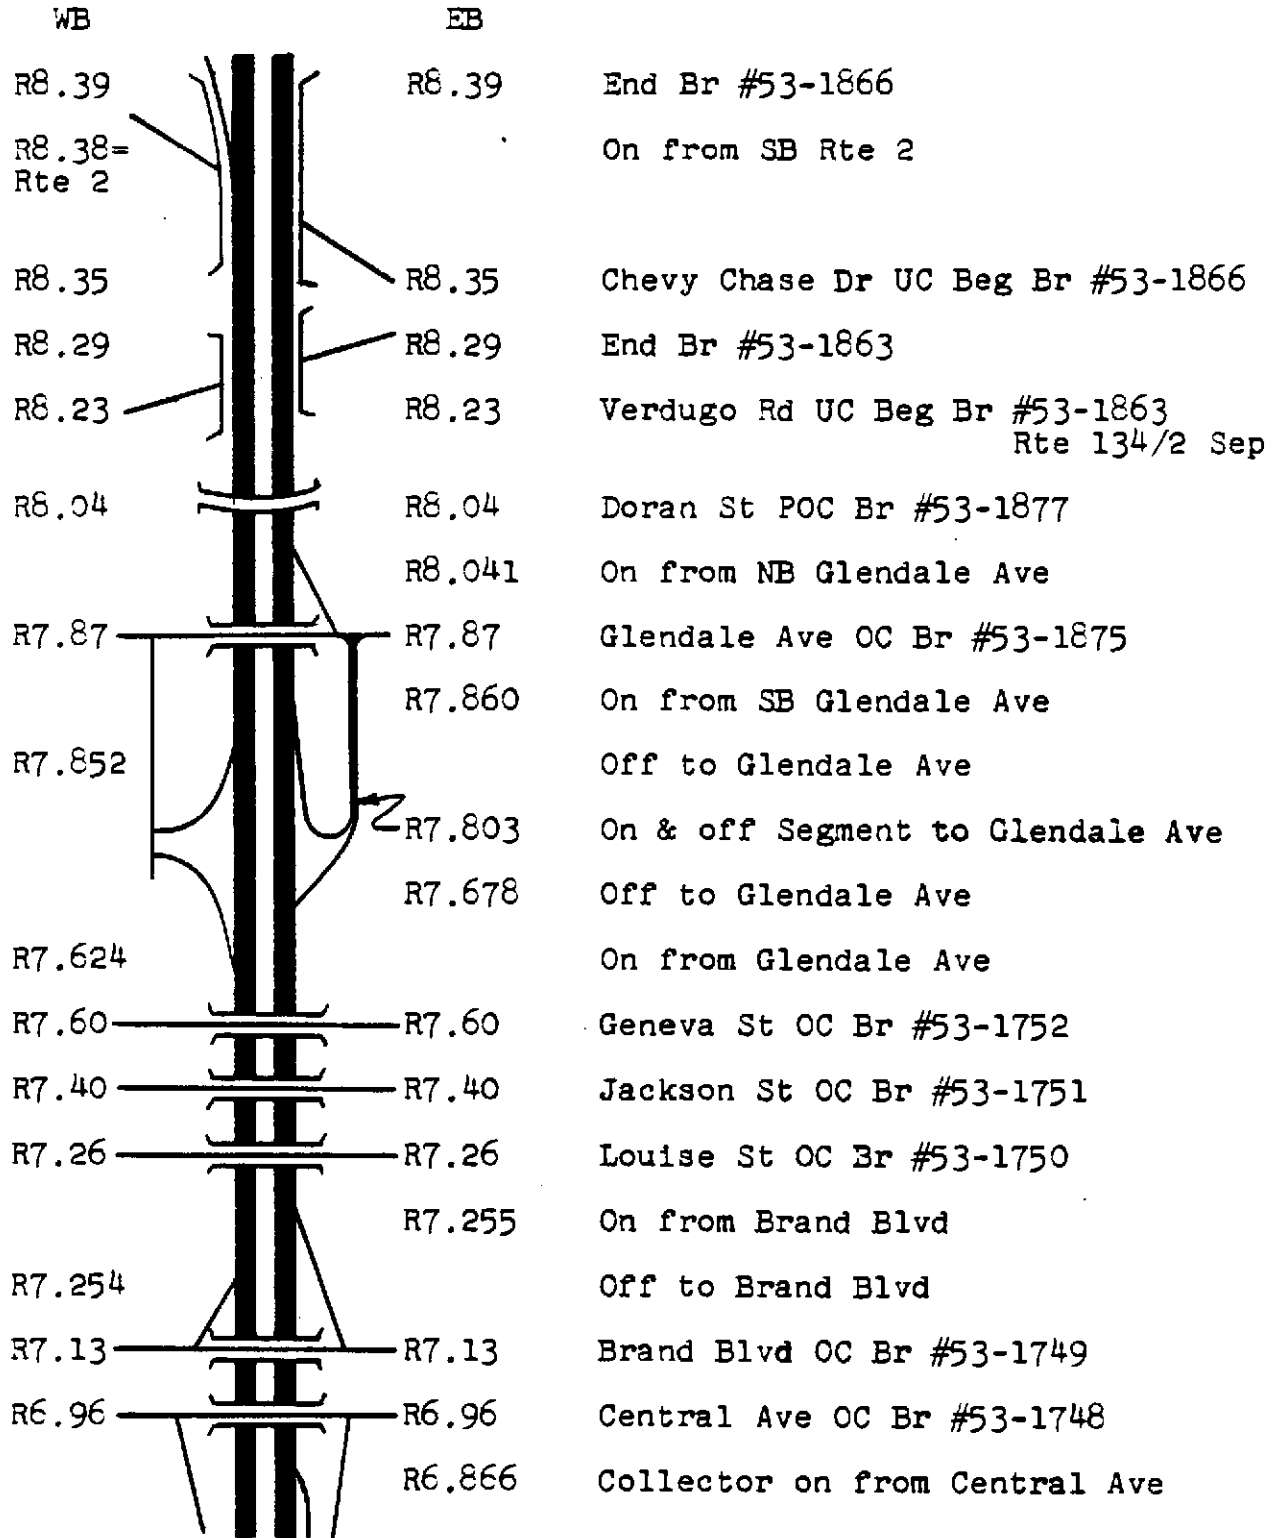 WB EB
R8.39 R8.39 End Br #53-1866
R8.38= On from SB Rte 2
Rte 2
R8.35 R8.35 Chevy Chase Dr UC Beg Br #53-1866
R8.29 R8.29 End Br #53-1863
R8.23 R8.23 Verdugo Rd UC Beg Br #53-1863
Rte 134/2 Sep
R8.04 R8.04 Doran St POC Br #53-1877
R8.041 On from NB Glendale Ave
R7.87 R7.87 Glendale Ave OC Br #53-1875
R7.860 On from SB Glendale Ave
R7.852 Off to Glendale Ave
R7.803 On & off Segment to Glendale Ave
R7.678 Off to Glendale Ave
R7.624 On from Glendale Ave
R7.60 R7.60 Geneva St OC Br #53-1752
R7.40 R7.40 Jackson St OC Br #53-1751
R7.26 R7.26 Louise St OC Br #53-1750
R7.255 On from Brand Blvd
R7.254 Off to Brand Blvd
R7.13 R7.13 Brand Blvd OC Br #53-1749
R6.96 R6.96 Central Ave OC Br #53-1748
R6.866 Collector on from Central Ave